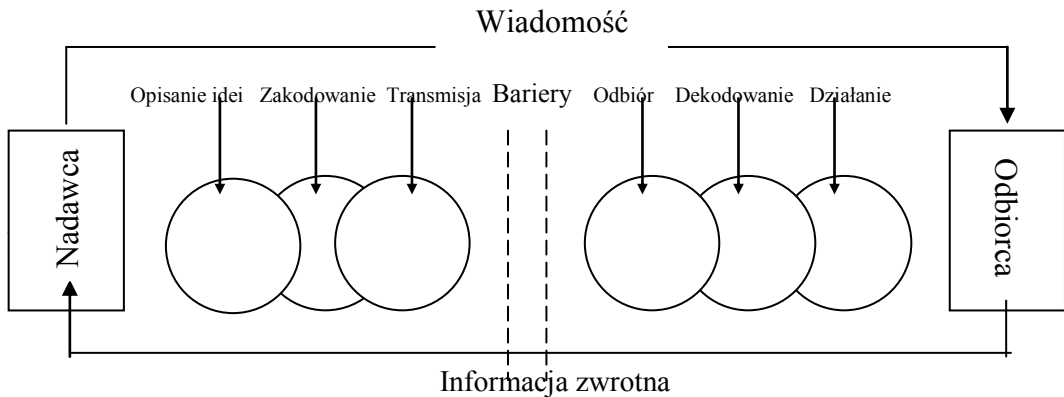 Wiadomość
Opisanie idei Zakodowanie Transmisja Bariery Odbiór Dekodowanie Działanie
Nadawca
Odbiorca
Informacja zwrotna